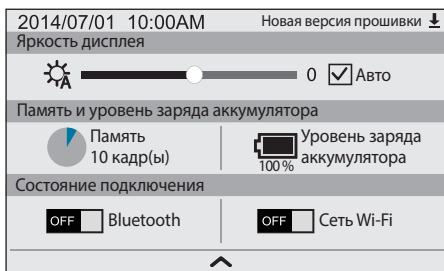 2014/07/01 10:00AM Новая версия прошивки
Яркость дисплея
A 0 Авто
Память и уровень заряда аккумулятора
Память
10 кадр(ы)
100 %
Уровень заряда
аккумулятора
Состояние подключения
OFF Bluetooth OFF Сеть Wi-Fi